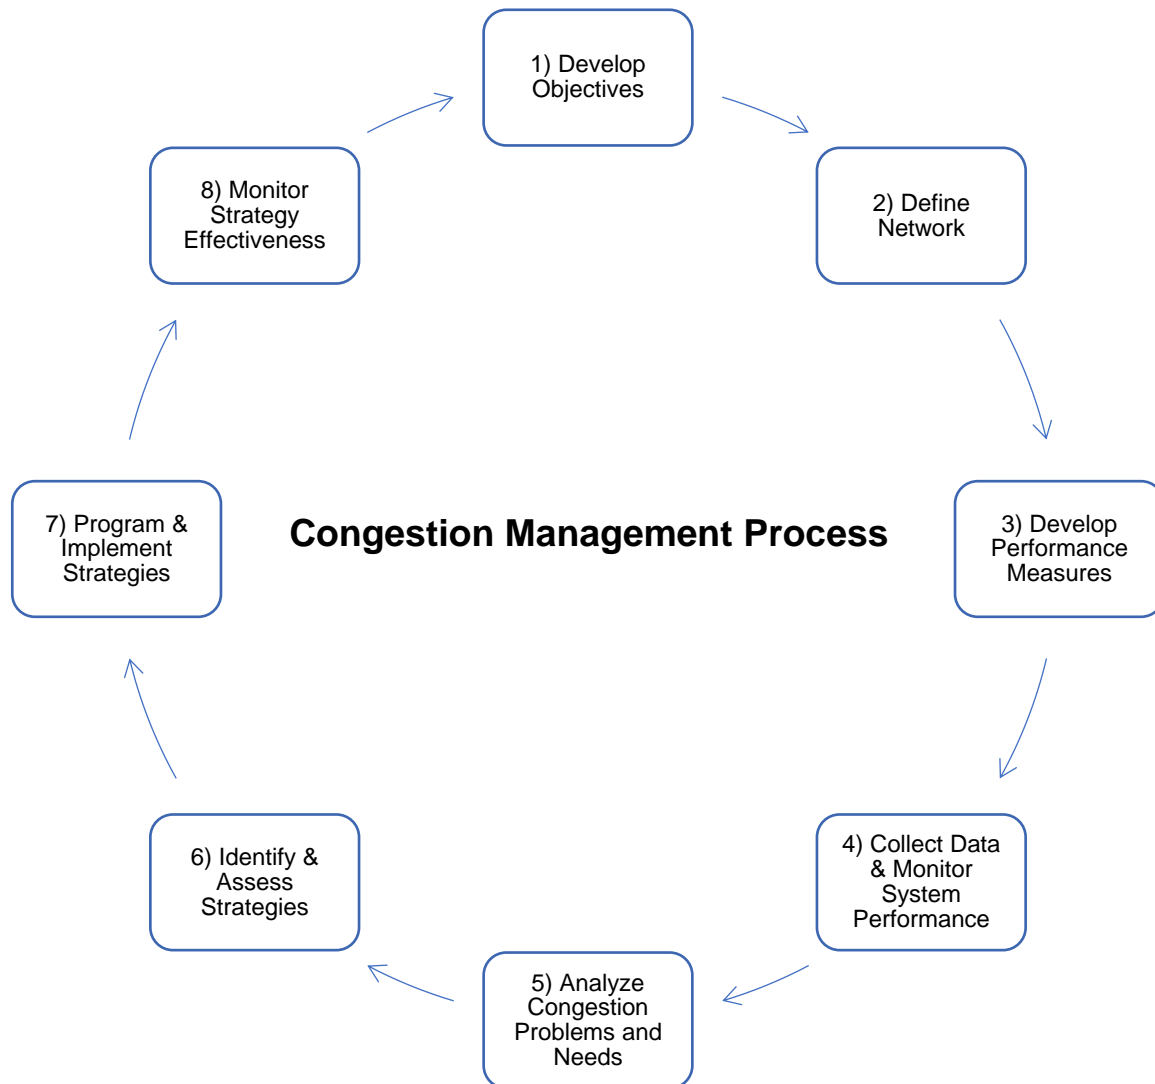 1) Develop
Objectives
2) Define
Network
3) Develop
Performance
Measures
4) Collect Data
& Monitor
System
Performance
5) Analyze
Congestion
Problems and
Needs
6) Identify &
Assess
Strategies
7) Program &
Implement
Strategies
8) Monitor
Strategy
Effectiveness
Congestion Management Process